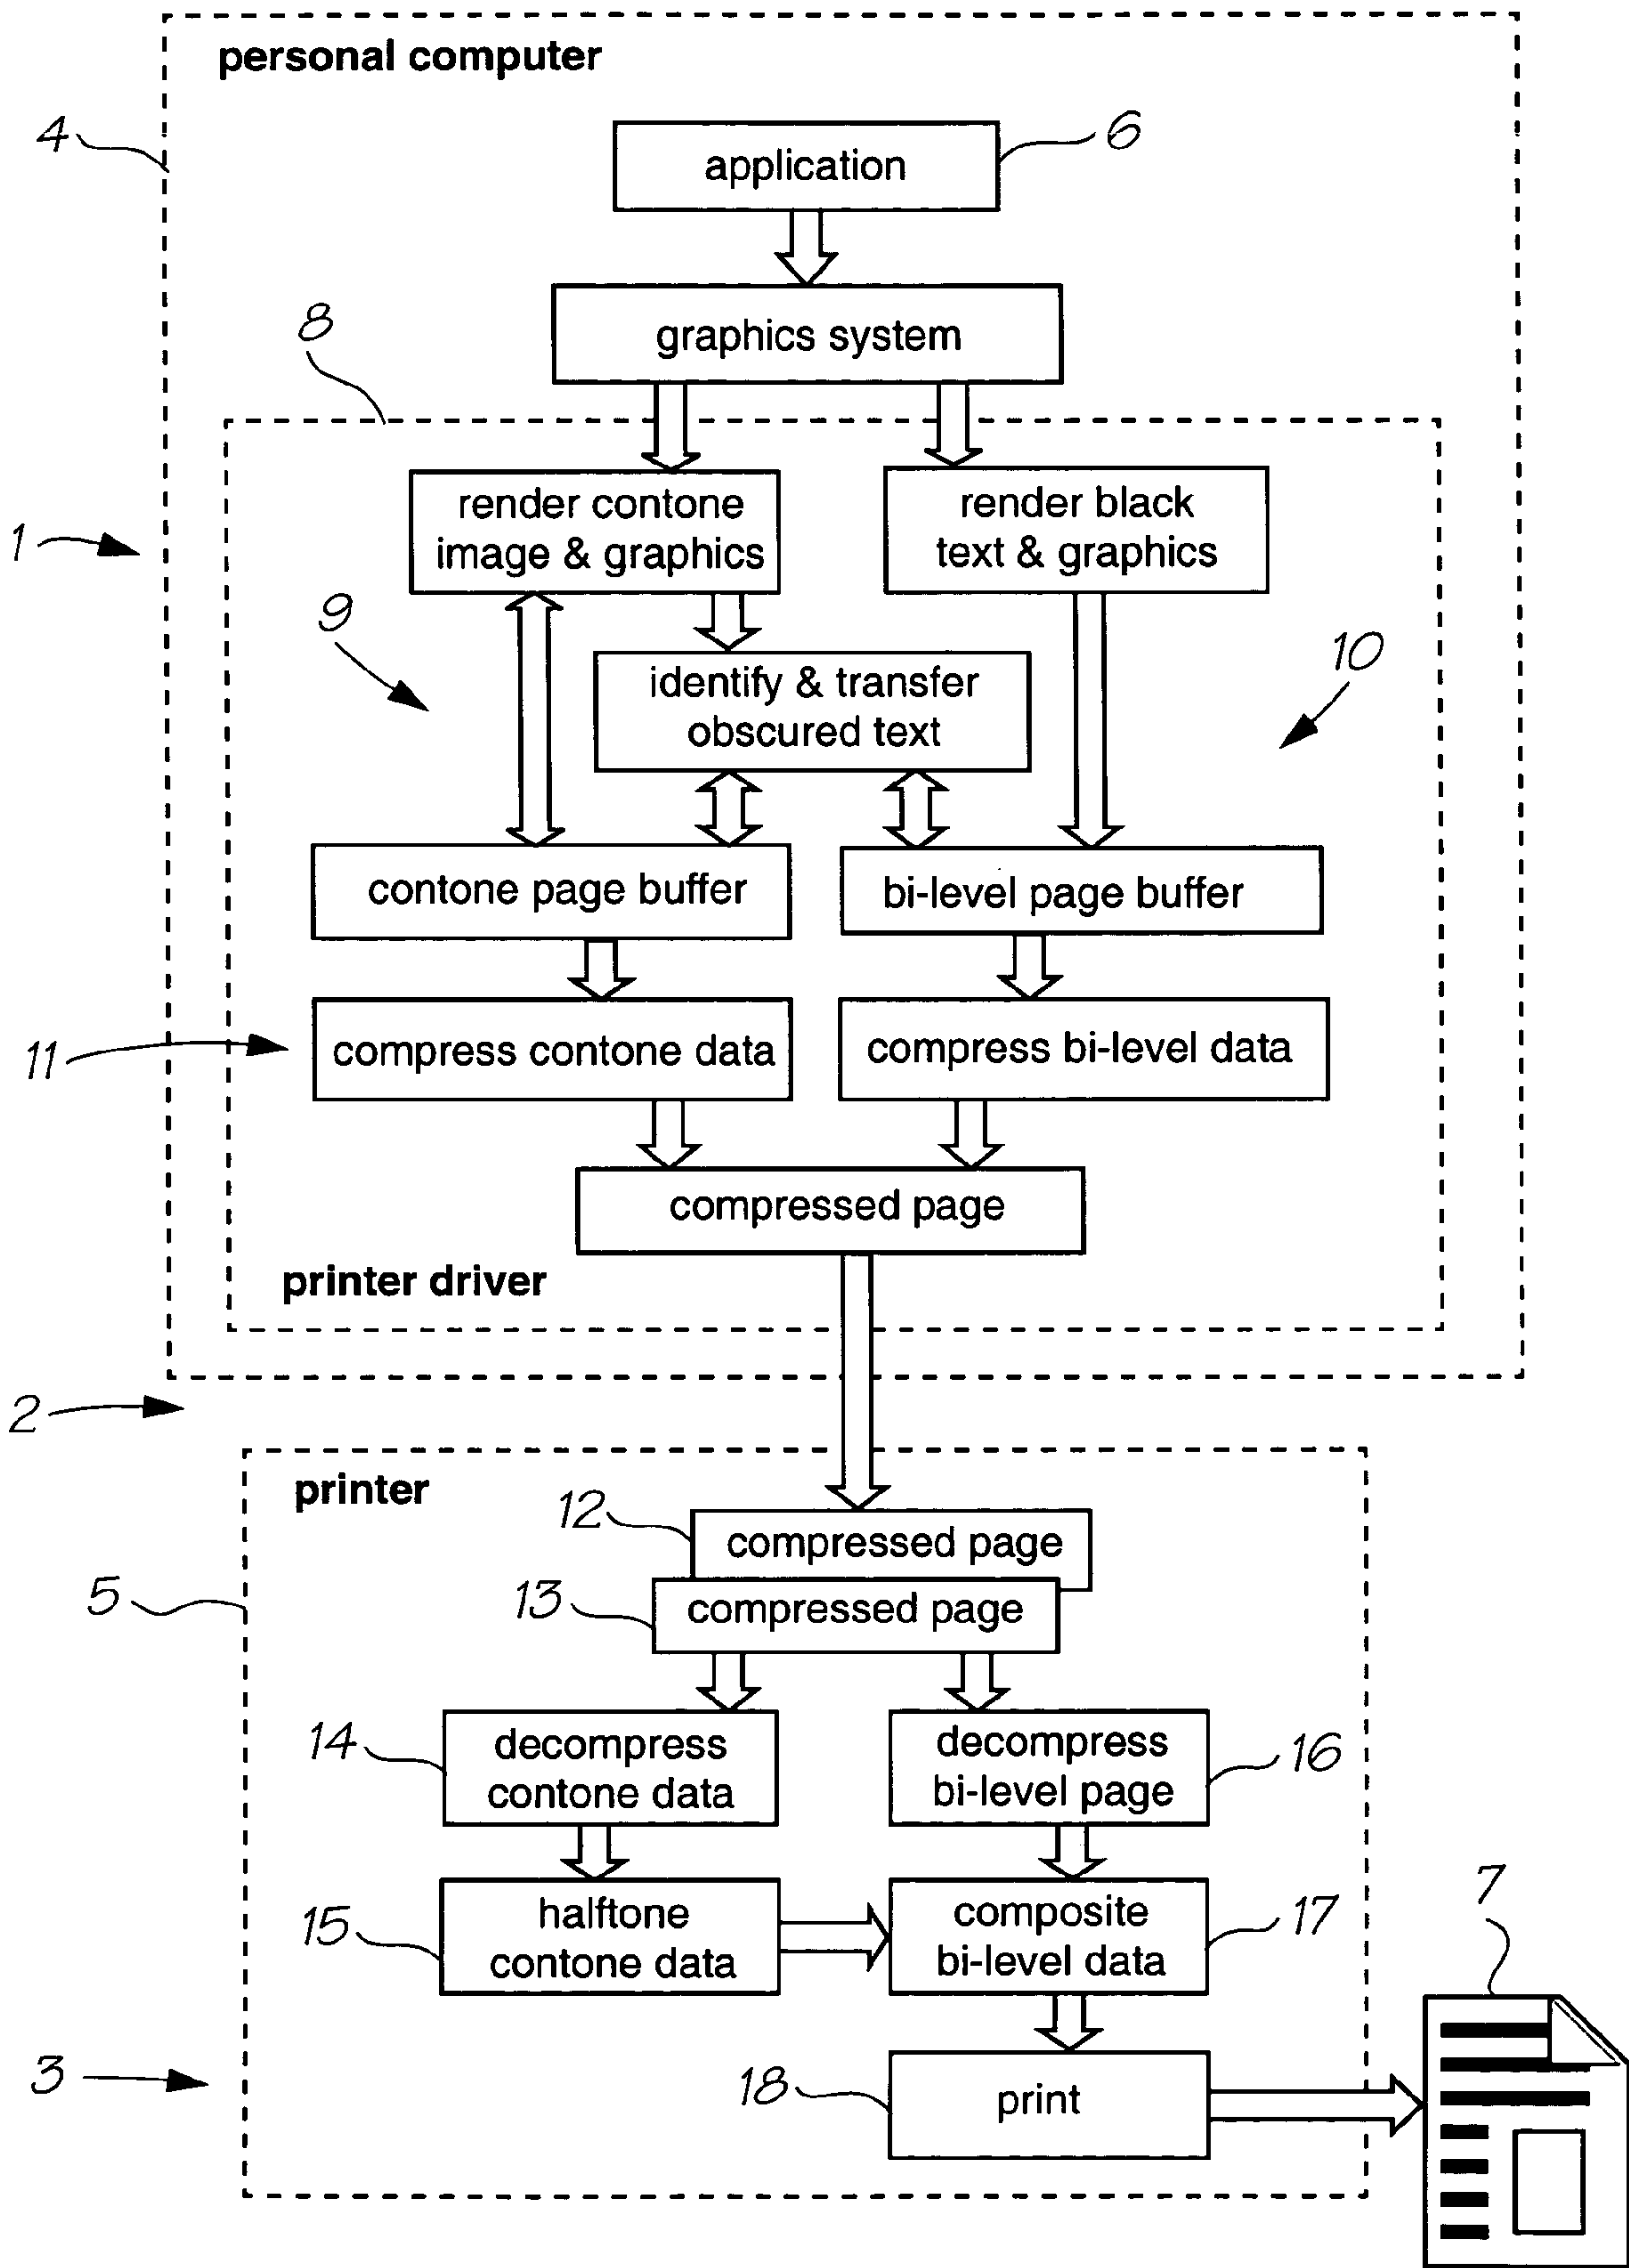 personal computer
4
6
application
graphics system
8
render contone
image & graphics
render black
text & graphics
1
9
10
identify & transfer
obscured text
contone page buffer
bi-level page buffer
11
compress contone data
compress bi-level data
compressed page
printer driver
2
printer
12
compressed page
5
13
compressed page
14
decompress
contone data
decompress
bi-level page
16
15
halftone
contone data
composite
bi-level data
17
7
3
18
print